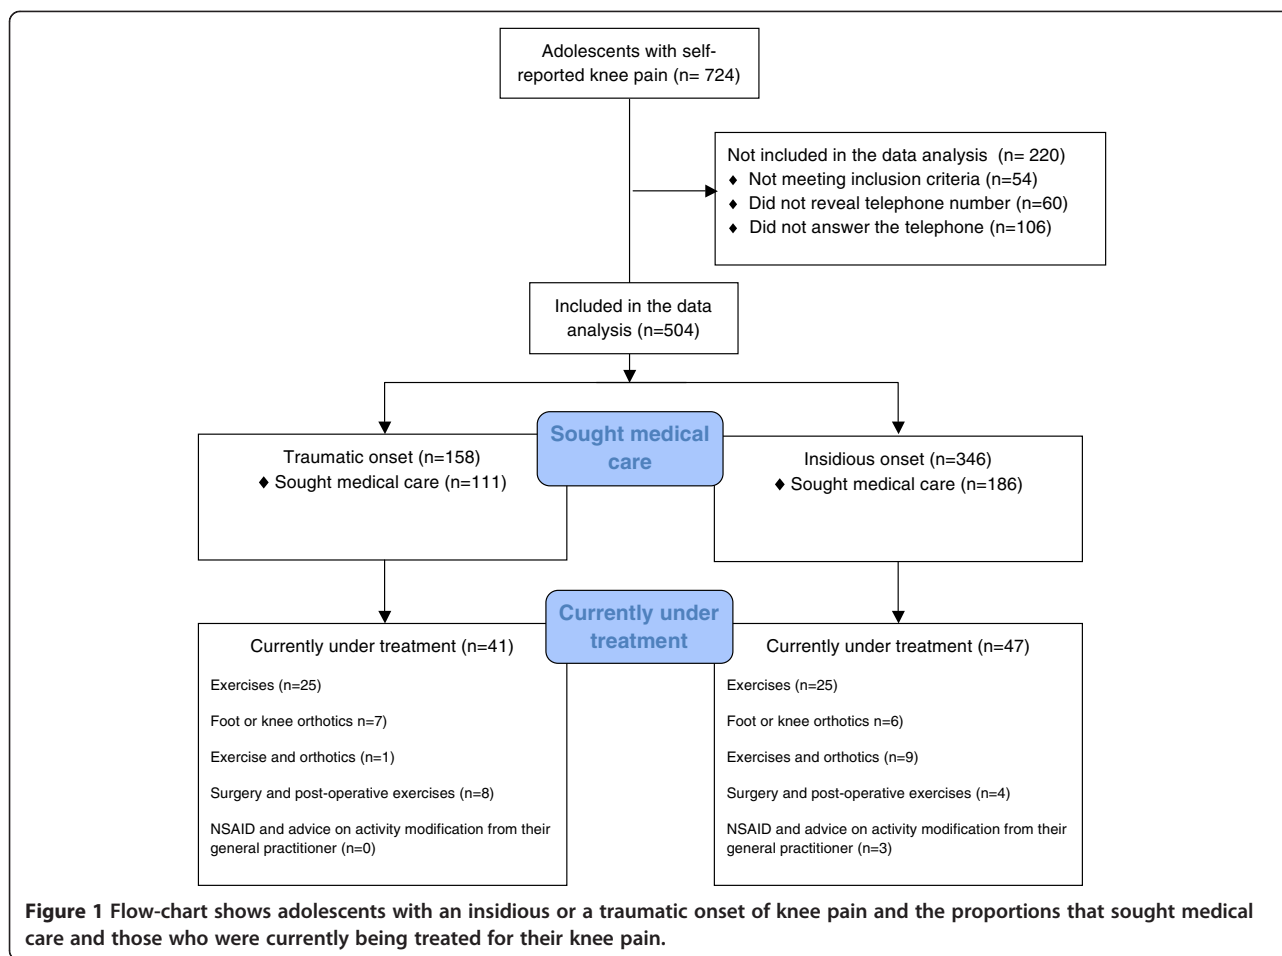 Adolescents with self-
reported knee pain (n= 724)
Not included in the data analysis (n= 220)
♦ Not meeting inclusion criteria (n=54)
♦ Did not reveal telephone number (n=60)
♦ Did not answer the telephone (n=106)
Included in the data
analysis (n=504)
Sought medical
care
Traumatic onset (n=158)
♦ Sought medical care (n=111)
Insidious onset (n=346)
♦ Sought medical care (n=186)
Currently under
treatment
Currently under treatment (n=41)
Exercises (n=25)
Foot or knee orthotics n=7)
Exercise and orthotics (n=1)
Surgery and post-operative exercises (n=8)
NSAID and advice on activity modification from their
general practitioner (n=0)
Currently under treatment (n=47)
Exercises (n=25)
Foot or knee orthotics n=6)
Exercises and orthotics (n=9)
Surgery and post-operative exercises (n=4)
NSAID and advice on activity modification from their
general practitioner (n=3)
Figure 1 Flow-chart shows adolescents with an insidious or a traumatic onset of knee pain and the proportions that sought medical
care and those who were currently being treated for their knee pain.